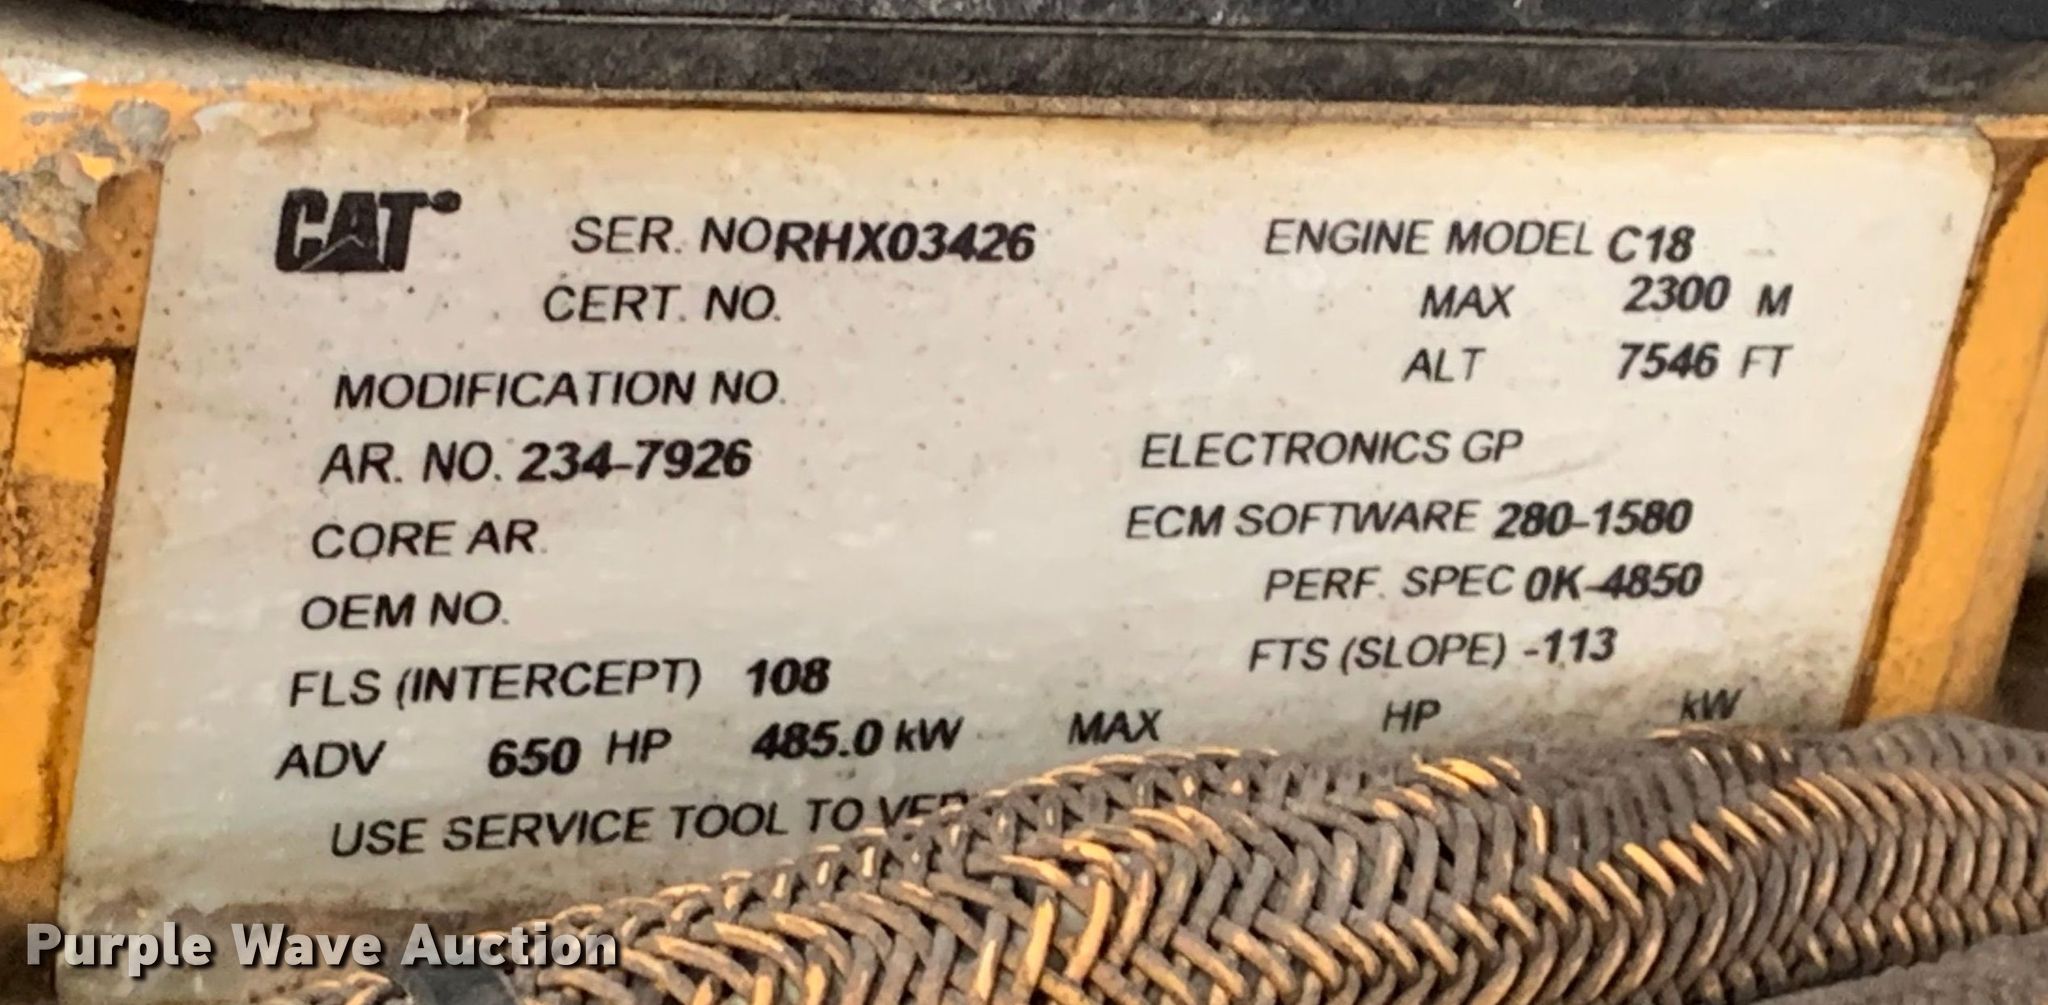 CAT SER. NO RHX03426 ENGINE MODEL C18
CERT. NO. MAX 2300 M
ALT 7546 FT
MODIFICATION NO.
AR. NO. 234-7926 ELECTRONICS GP
CORE AR. ECM SOFTWARE 280-1580
OEM NO. PERF. SPEC 0K-4850
FLS (INTERCEPT) 108 FTS (SLOPE) -113
ADV 650 HP 485.0 kW MAX HP kW
USE SERVICE TOOL TO
Purple Wave Auction